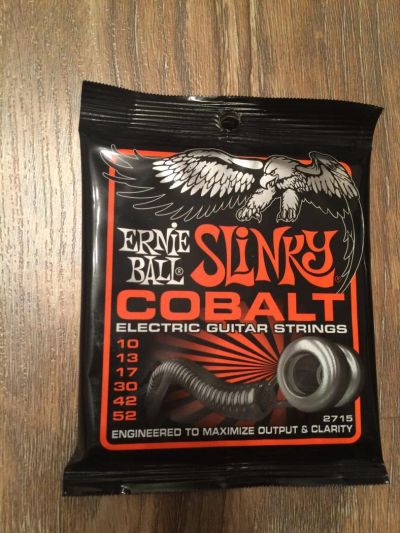 ERNIE BALL® SLINKY®
COBALT
ELECTRIC GUITAR STRINGS
10
13
17
30
42
52
2715
ENGINEERED TO MAXIMIZE OUTPUT & CLARITY